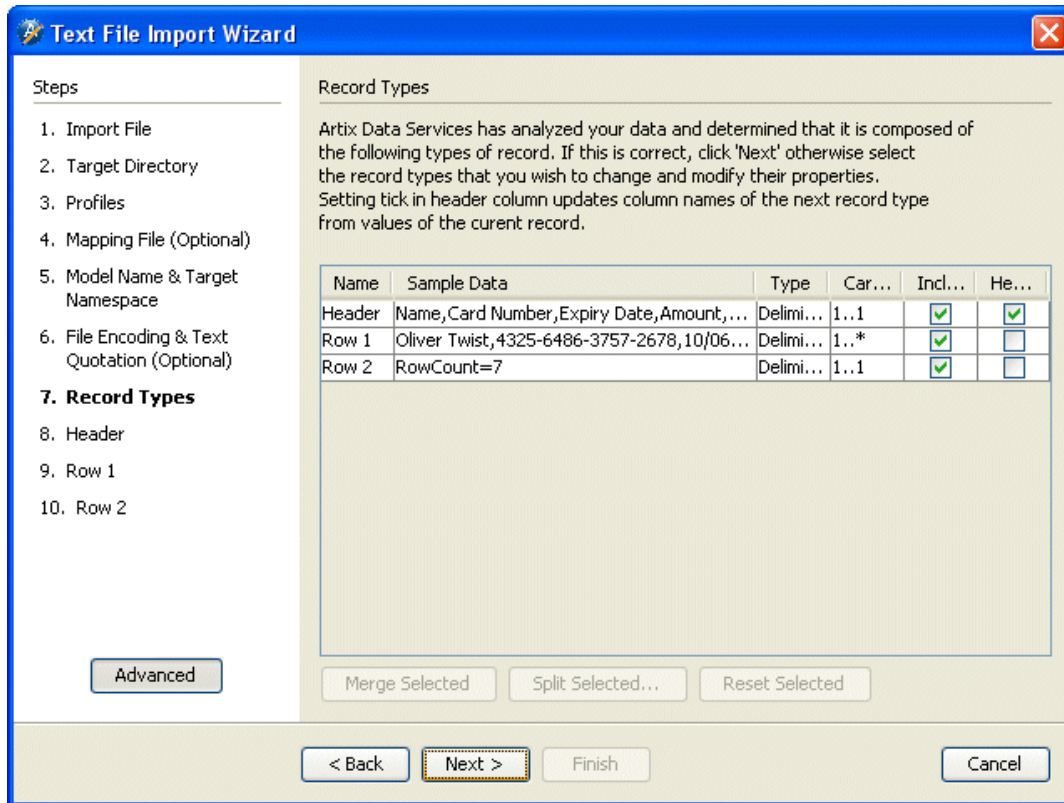 Text File Import Wizard
Steps
1. Import File
2. Target Directory
3. Profiles
4. Mapping File (Optional)
5. Model Name & Target
Namespace
6. File Encoding & Text
Quotation (Optional)
7. Record Types
8. Header
9. Row 1
10. Row 2
Advanced
Record Types
Artix Data Services has analyzed your data and determined that it is composed of
the following types of record. If this is correct, click 'Next' otherwise select
the record types that you wish to change and modify their properties.
Setting tick in header column updates column names of the next record type
from values of the curent record.
Name Sample Data Type Car... Incl... He...
Header Name,Card Number,Expiry Date,Amount,... Delimi... 1..1
Row 1 Oliver Twist,4325-6486-3757-2678,10/06... Delimi... 1..*
Row 2 RowCount=7 Delimi... 1..1
Merge Selected Split Selected... Reset Selected
< Back Next > Finish Cancel